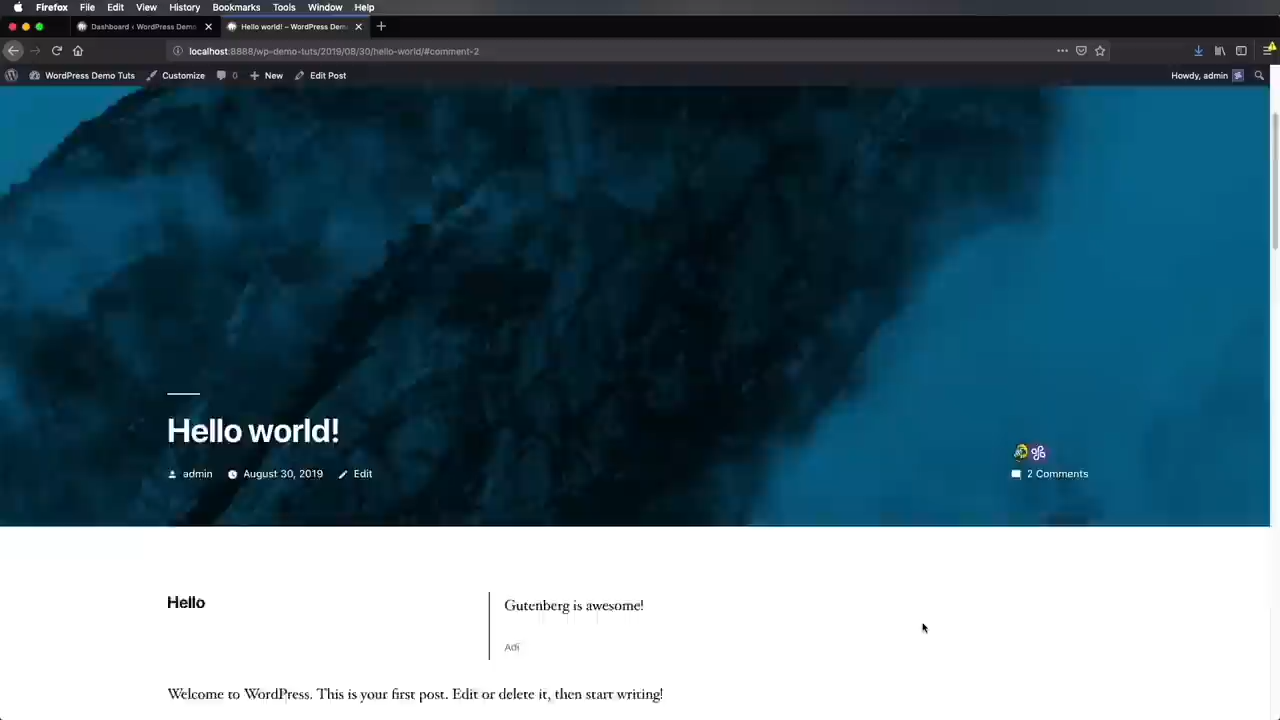 Firefox File Edit View History Bookmarks Tools Window Help
Dashboard ‹ WordPress Demo
Hello world! – WordPress Dem
localhost:8888/wp-demo-tuts/2019/08/30/hello-world/#comment-2
WordPress Demo Tuts Customize 0 New Edit Post Howdy, admin
Hello world!
admin August 30, 2019 Edit
2 Comments
Hello
Gutenberg is awesome!
Adi
Welcome to WordPress. This is your first post. Edit or delete it, then start writing!